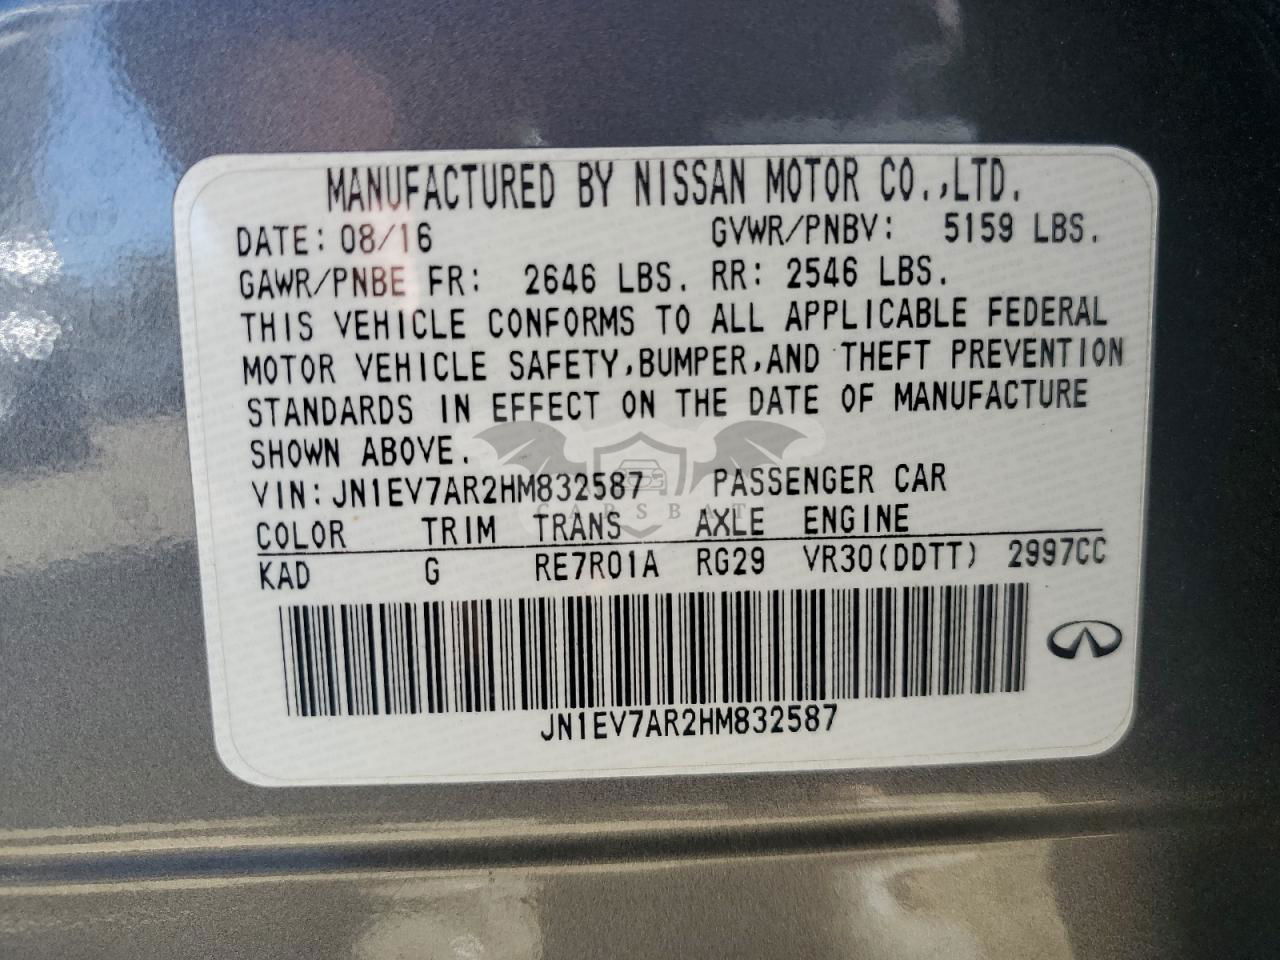 MANUFACTURED BY NISSAN MOTOR CO.,LTD.
DATE: 08/16 GVWR/PNBV: 5159 LBS.
GAWR/PNBE FR: 2646 LBS. RR: 2546 LBS.
THIS VEHICLE CONFORMS TO ALL APPLICABLE FEDERAL
MOTOR VEHICLE SAFETY,BUMPER,AND THEFT PREVENTION
STANDARDS IN EFFECT ON THE DATE OF MANUFACTURE
SHOWN ABOVE.
VIN: JN1EV7AR2HM832587 PASSENGER CAR
CARSBAT
COLOR TRIM TRANS AXLE ENGINE
KAD G RE7R01A RG29 VR30(DDTT) 2997CC
JN1EV7AR2HM832587